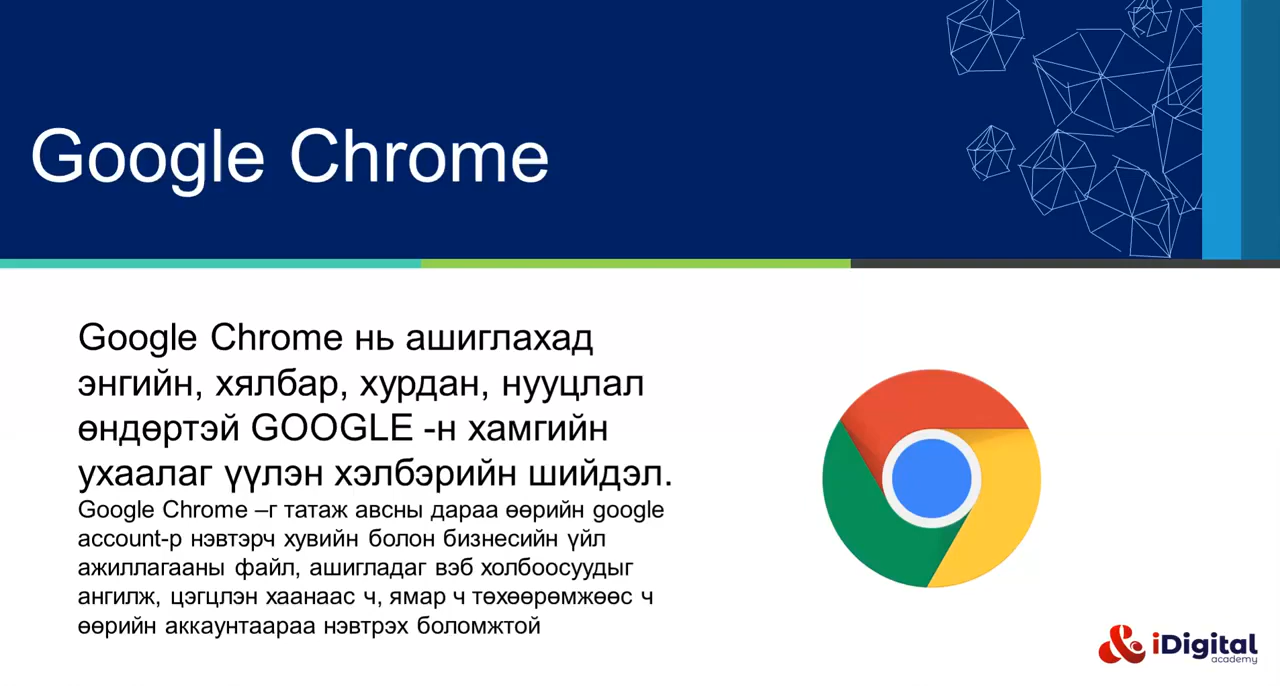 Google Chrome
Google Chrome нь ашиглахад
энгийн, хялбар, хурдан, нууцлал
өндөртэй GOOGLE -н хамгийн
ухаалаг үүлэн хэлбэрийн шийдэл.
Google Chrome –г татаж авсны дараа өөрийн google
account-р нэвтэрч хувийн болон бизнесийн үйл
ажиллагааны файл, ашигладаг вэб холбоосуудыг
ангилж, цэгцлэн хаанаас ч, ямар ч төхөөрөмжөөс ч
өөрийн аккаунтаараа нэвтрэх боломжтой
iDigital
academy